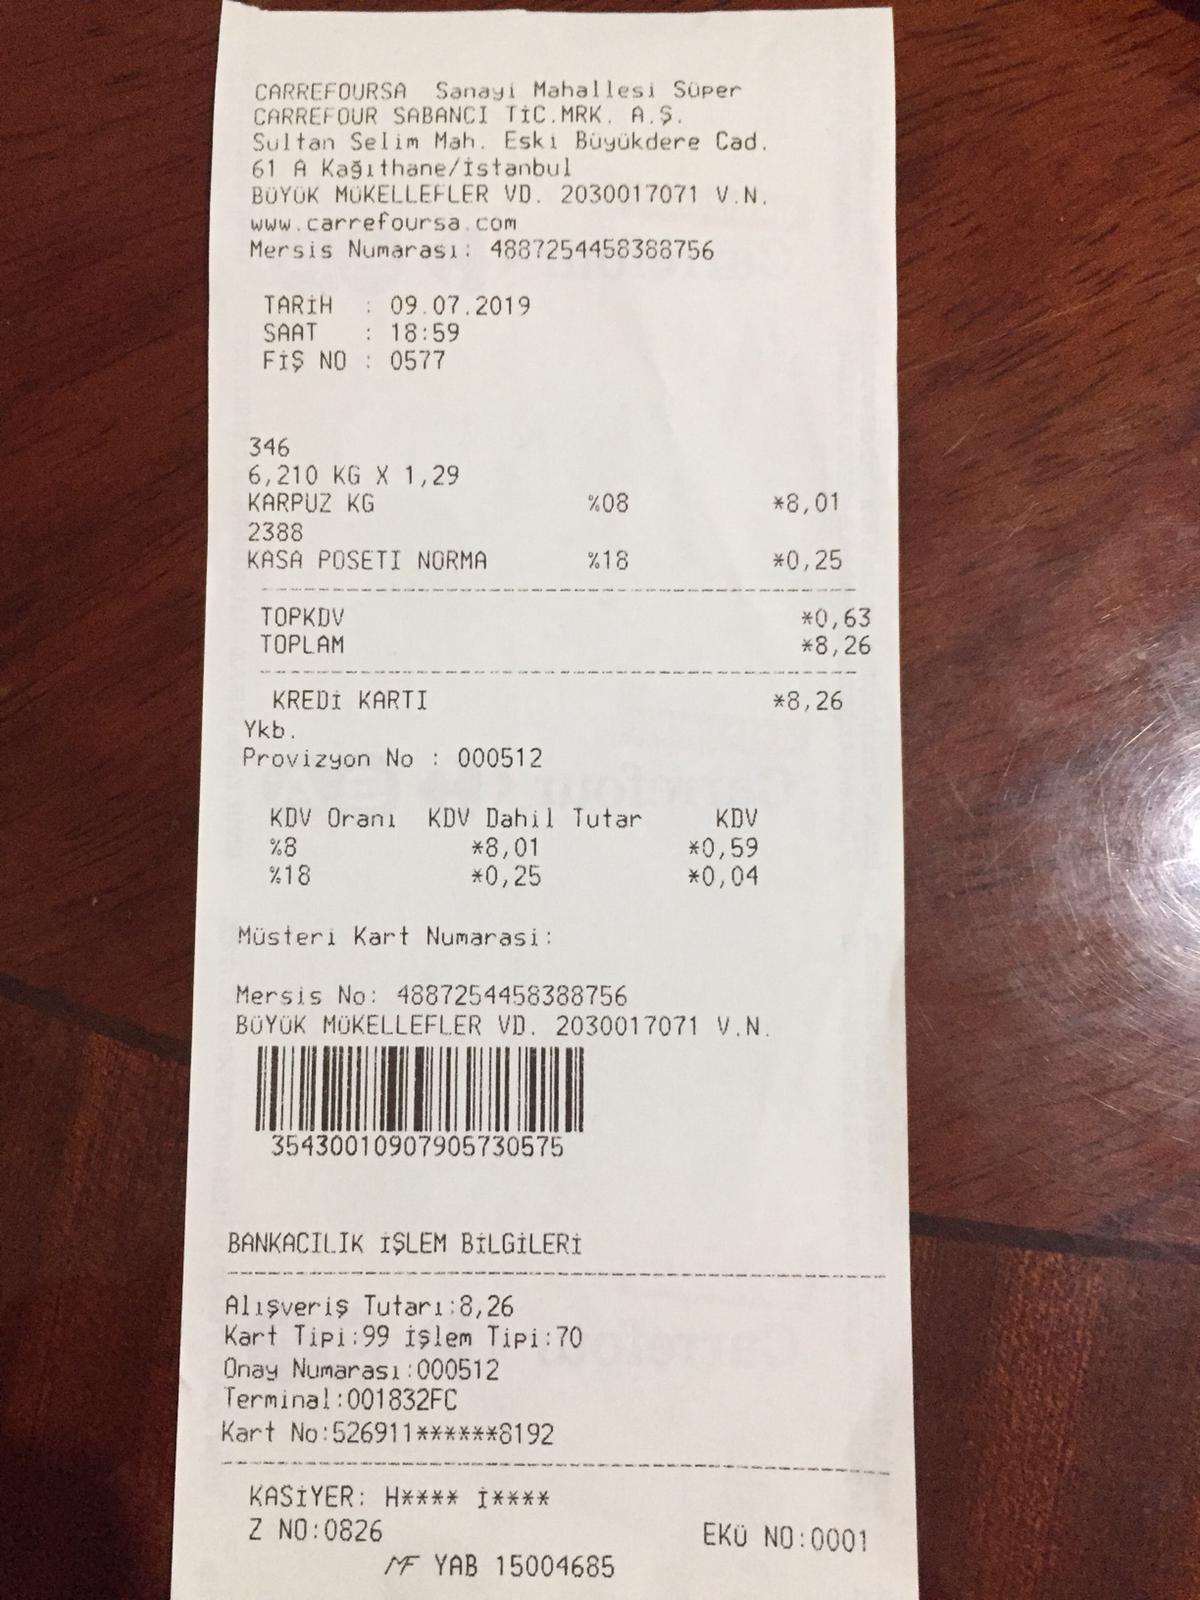 CARREFOURSA Sanayi Mahallesi Süper
CARREFOUR SABANCI TİC.MRK. A.Ş.
Sultan Selim Mah. Eski Büyükdere Cad.
61 A Kağıthane/İstanbul
BÜYÜK MÜKELLEFLER VD. 2030017071 V.N.
www.carrefoursa.com
Mersis Numarası: 4887254458388756
TARİH : 09.07.2019
SAAT : 18:59
FİŞ NO : 0577
346
6,210 KG X 1,29
KARPUZ KG %08 *8,01
2388
KASA POSETI NORMA %18 *0,25
TOPKDV *0,63
TOPLAM *8,26
KREDİ KARTI *8,26
Ykb.
Provizyon No : 000512
KDV Oranı KDV Dahil Tutar KDV
%8 *8,01 *0,59
%18 *0,25 *0,04
Müsteri Kart Numarasi:
Mersis No: 4887254458388756
BÜYÜK MÜKELLEFLER VD. 2030017071 V.N.
35430010907905730575
BANKACILIK İŞLEM BİLGİLERİ
Alışveriş Tutarı:8,26
Kart Tipi:99 İşlem Tipi:70
Onay Numarası:000512
Terminal:001832FC
Kart No:526911******8192
KASİYER: H**** İ****
Z NO:0826 EKÜ NO:0001
MF YAB 15004685